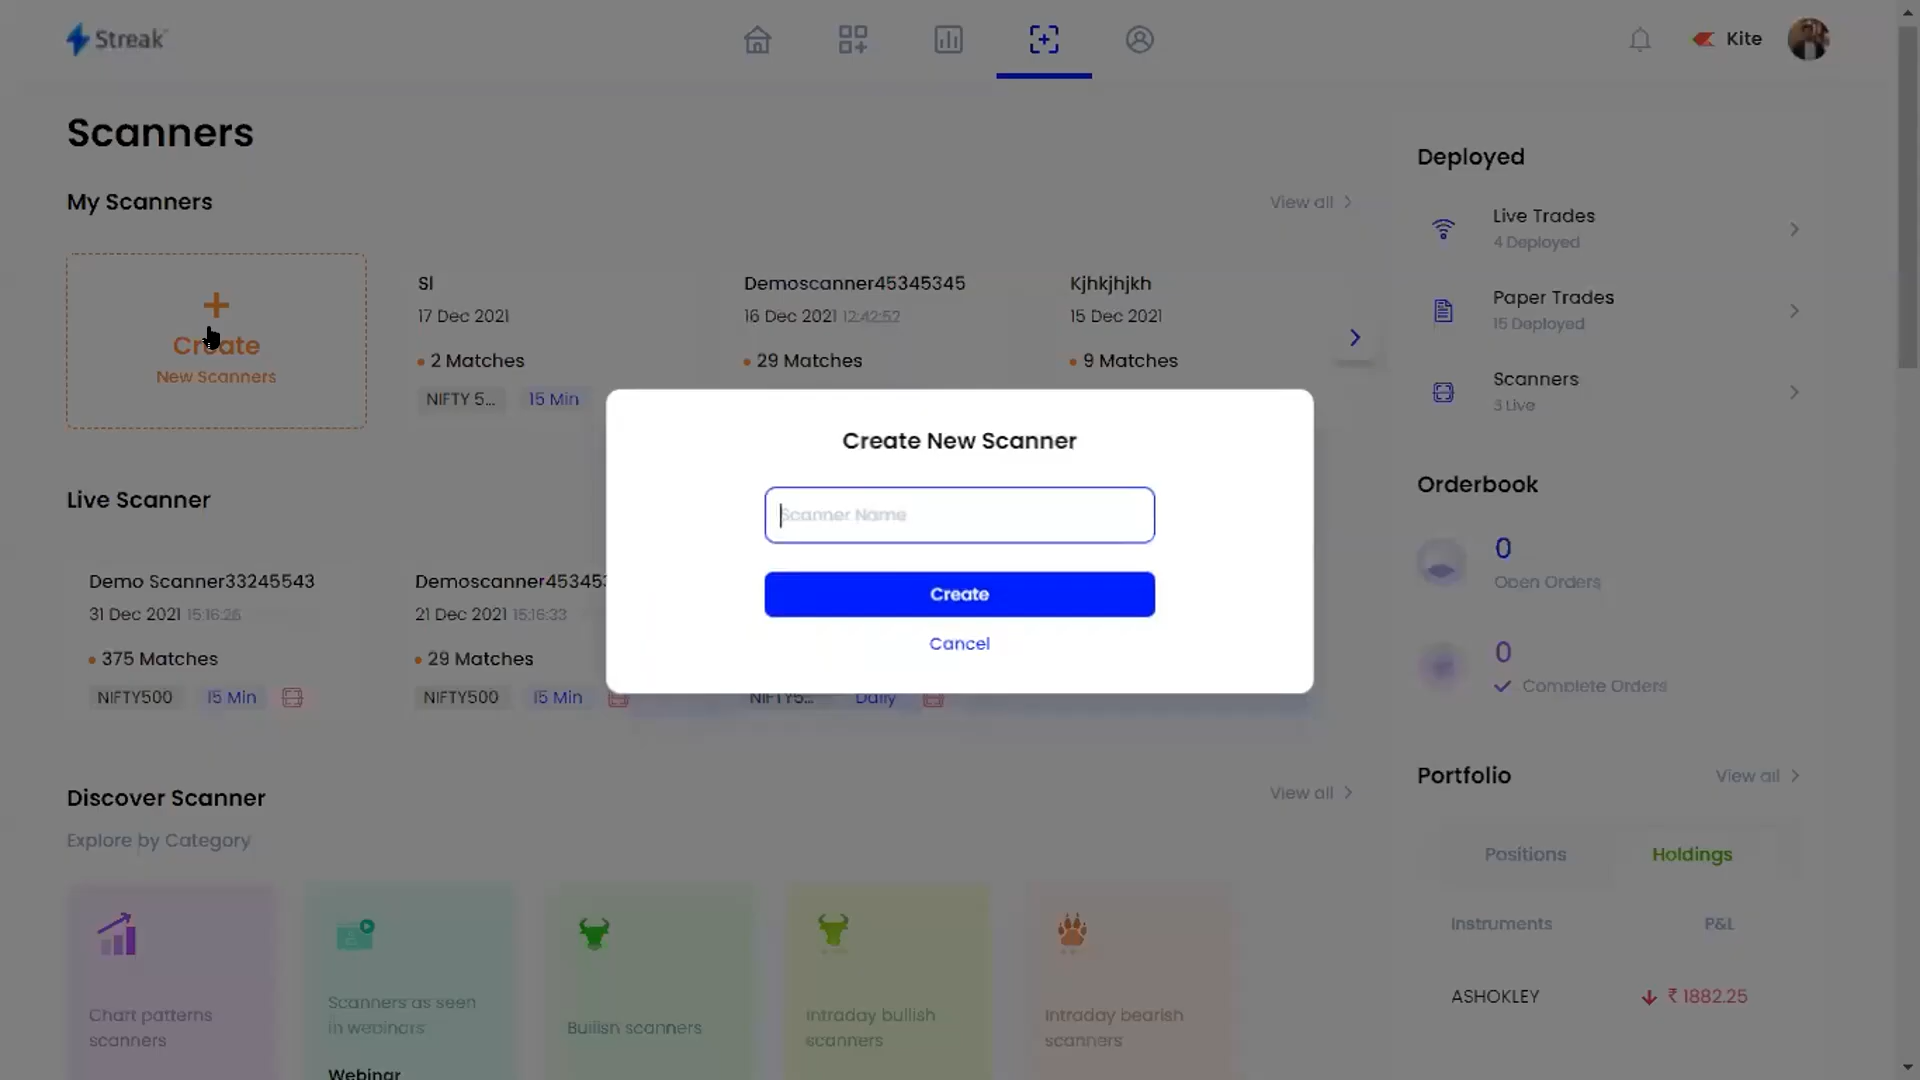 Streak
Kite
Scanners
My Scanners
View all
Create
New Scanners
Sl
17 Dec 2021
2 Matches
NIFTY 5...
15 Min
Demoscanner45345345
16 Dec 2021 12:42:52
29 Matches
Kjhkjhjkh
15 Dec 2021
9 Matches
Create New Scanner
Scanner Name
Create
Cancel
Live Scanner
Demo Scanner33245543
31 Dec 2021 15:16:26
375 Matches
NIFTY500
15 Min
Demoscanner45345
21 Dec 2021 15:16:33
29 Matches
NIFTY500
15 Min
NIFTY5...
Daily
Discover Scanner
View all
Explore by Category
Chart patterns
scanners
Scanners as seen
in webinars
Webinar
Bullish scanners
Intraday bullish
scanners
Intraday bearish
scanners
Deployed
Live Trades
4 Deployed
Paper Trades
15 Deployed
Scanners
3 Live
Orderbook
0
Open Orders
0
Complete Orders
Portfolio
View all
Positions
Holdings
Instruments
P&L
ASHOKLEY
₹ 1882.25